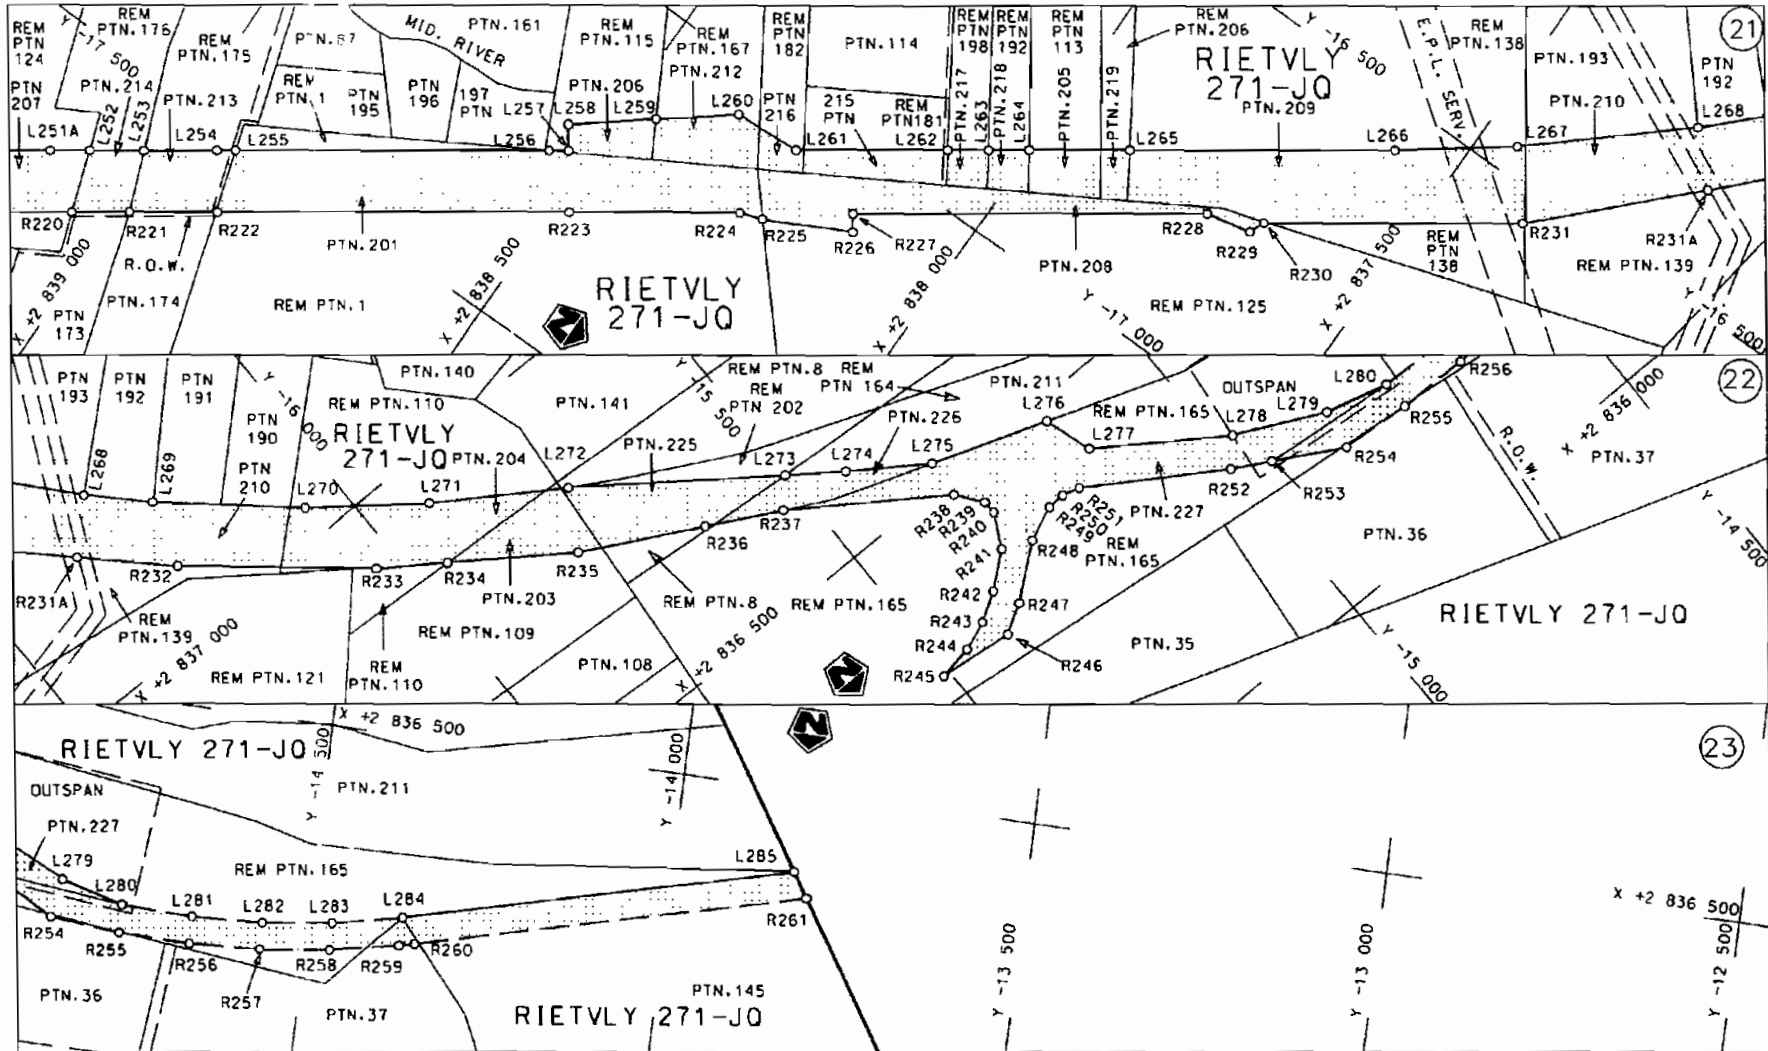 REM
PTN
124
REM
PTN.176
Y -17 500
REM
PTN.175
PTN.87
MID. RIVER
PTN.161
REM
PTN.115
REM
PTN.167
REM
PTN
182
PTN.114
REM
PTN
198
REM
PTN
192
REM
PTN
113
REM
PTN.206
RIETVLY
271-JQ
Y -16 500
E.P.L. SERV.
REM
PTN.138
PTN.193
21
PTN
207
PTN.214
PTN.213
REM
PTN.1
PTN
195
PTN
196
197
PTN
PTN.206
PTN.212
PTN
216
215
PTN
REM
PTN181
PTN.217
PTN.218
PTN.205
PTN.219
PTN.209
PTN.210
PTN
192
L251A
L252
L253
L254
L255
L256
L257
L258
L259
L260
L261
L262
L263
L264
L265
L266
L267
L268
R220
R221
R222
R223
R224
R225
R226
R227
R228
R229
R230
R231
R231A
R.O.W.
PTN.201
PTN.208
REM
PTN
138
REM PTN.139
X +2 839 000
PTN
173
PTN.174
REM PTN.1
X +2 838 500
RIETVLY
271-JQ
X +2 838 000
Y -17 000
REM PTN.125
X +2 837 500
Y -16 500
22
PTN
193
PTN
192
PTN
191
PTN
190
Y -16 000
PTN.140
REM PTN.110
RIETVLY
271-JQ
PTN.141
Y -15 500
REM PTN.8
REM
PTN 202
REM
PTN 164
PTN.211
PTN.226
REM PTN.165
OUTSPAN
X +2 836 000
R.O.W.
PTN.37
PTN
210
PTN.204
PTN.225
L268
L269
L270
L271
L272
L273
L274
L275
L276
L277
L278
L279
L280
R231A
R232
R233
R234
R235
R236
R237
R238
R239
R240
R241
R242
R243
R244
R245
R246
R247
R248
R249
R250
R251
R252
R253
R254
R255
R256
PTN.227
REM
PTN.165
PTN.36
Y -14 500
REM
PTN.139
X +2 837 000
REM PTN.121
REM
PTN.110
PTN.203
REM PTN.109
PTN.108
REM PTN.8
X +2 836 500
REM PTN.165
PTN.35
Y -15 000
RIETVLY 271-JQ
23
RIETVLY 271-JQ
X +2 836 500
Y -14 500
PTN.211
Y -14 000
OUTSPAN
PTN.227
REM PTN.165
L279
L280
L281
L282
L283
L284
L285
R254
R255
R256
R257
R258
R259
R260
R261
PTN.36
PTN.37
PTN.145
RIETVLY 271-JQ
Y -13 500
Y -13 000
X +2 836 500
Y -12 500